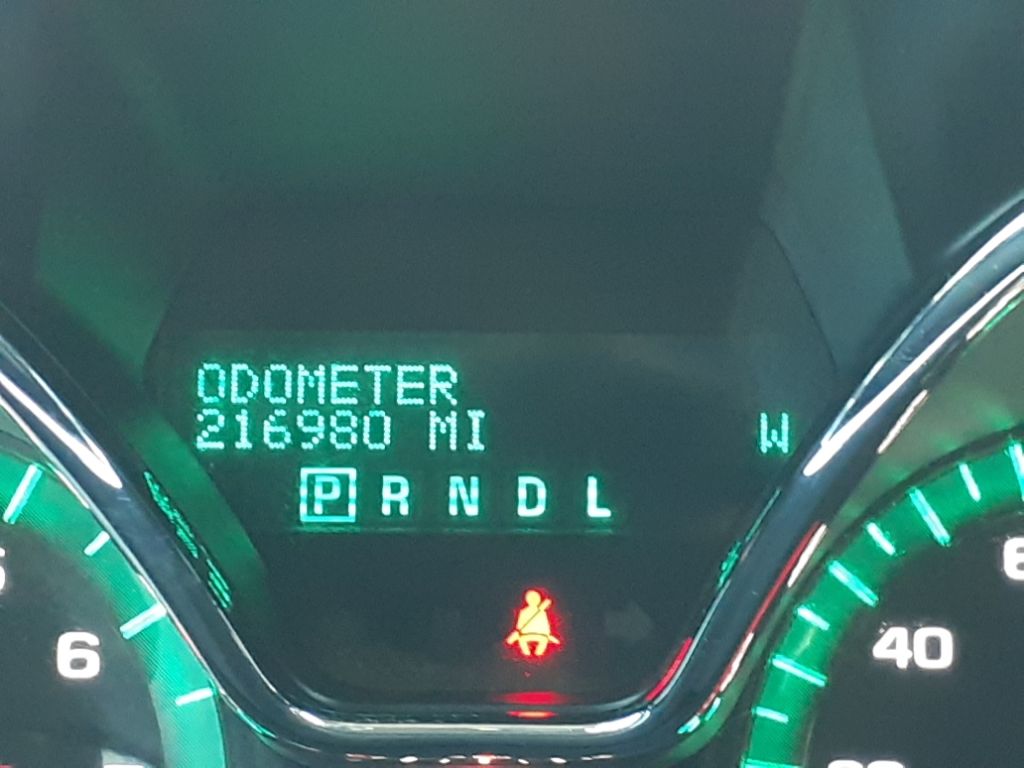 ODOMETER
216980 MI W
P R N D L
6
40